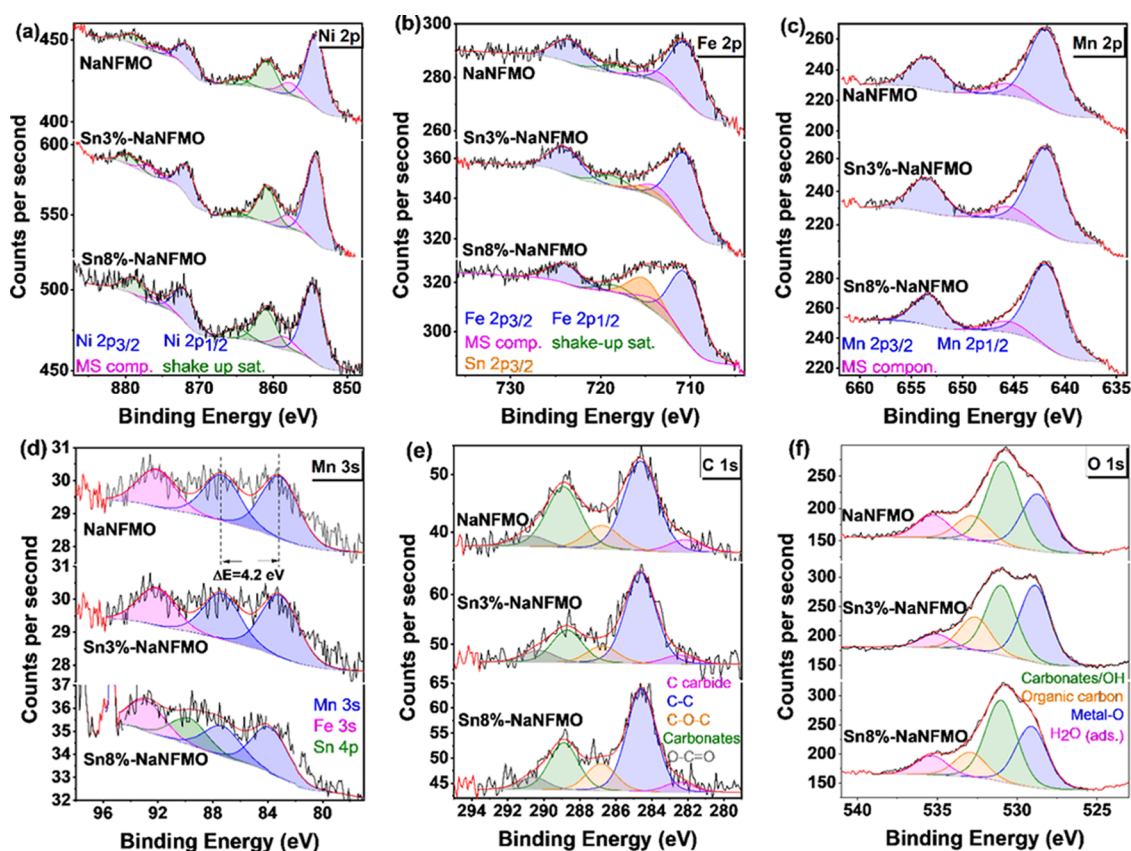 (a)
Ni 2p
450
NaNFMO
400
600
Sn3%-NaNFMO
550
Sn8%-NaNFMO
500
Ni 2p3/2 Ni 2p1/2
MS comp. shake up sat.
450
880 870 860 850
Binding Energy (eV)
Counts per second
(b)
300
Fe 2p
NaNFMO
280
260
Sn3%-NaNFMO
360
340
320
Sn8%-NaNFMO
320
Fe 2p3/2 Fe 2p1/2
MS comp. shake-up sat.
300
Sn 2p3/2
730 720 710
Binding Energy (eV)
Counts per second
(c)
Mn 2p
260
NaNFMO
240
220
200
260
Sn3%-NaNFMO
230
200
280
Sn8%-NaNFMO
260
240
Mn 2p3/2 Mn 2p1/2
220
MS compon.
660 655 650 645 640 635
Binding Energy (eV)
Counts per second
(d)
31
Mn 3s
30
29
NaNFMO
28
ΔE=4.2 eV
31
30
29
Sn3%-NaNFMO
28
37
36
Mn 3s
35
Fe 3s
34
Sn 4p
Sn8%-NaNFMO
33
32
96 92 88 84 80
Binding Energy (eV)
Counts per second
(e)
C 1s
50
NaNFMO
40
Sn3%-NaNFMO
60
50
65
Sn8%-NaNFMO
C carbide
C-C
58
C-O-C
Carbonates
51
O-C=O
44
294 292 290 288 286 284 282 280
Binding Energy (eV)
Counts per second
(f)
O 1s
250
NaNFMO
200
150
300
Sn3%-NaNFMO
250
200
150
Carbonates/OH
300
Organic carbon
250
Sn8%-NaNFMO
Metal-O
200
H2O (ads.)
150
540 535 530 525
Binding Energy (eV)
Counts per second